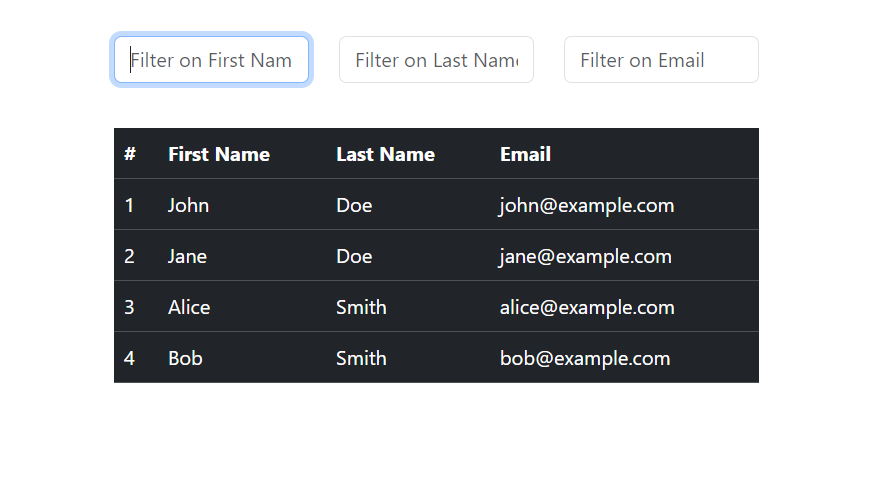 Filter on First Nam Filter on Last Name Filter on Email
# First Name Last Name Email
1 John Doe john@example.com
2 Jane Doe jane@example.com
3 Alice Smith alice@example.com
4 Bob Smith bob@example.com